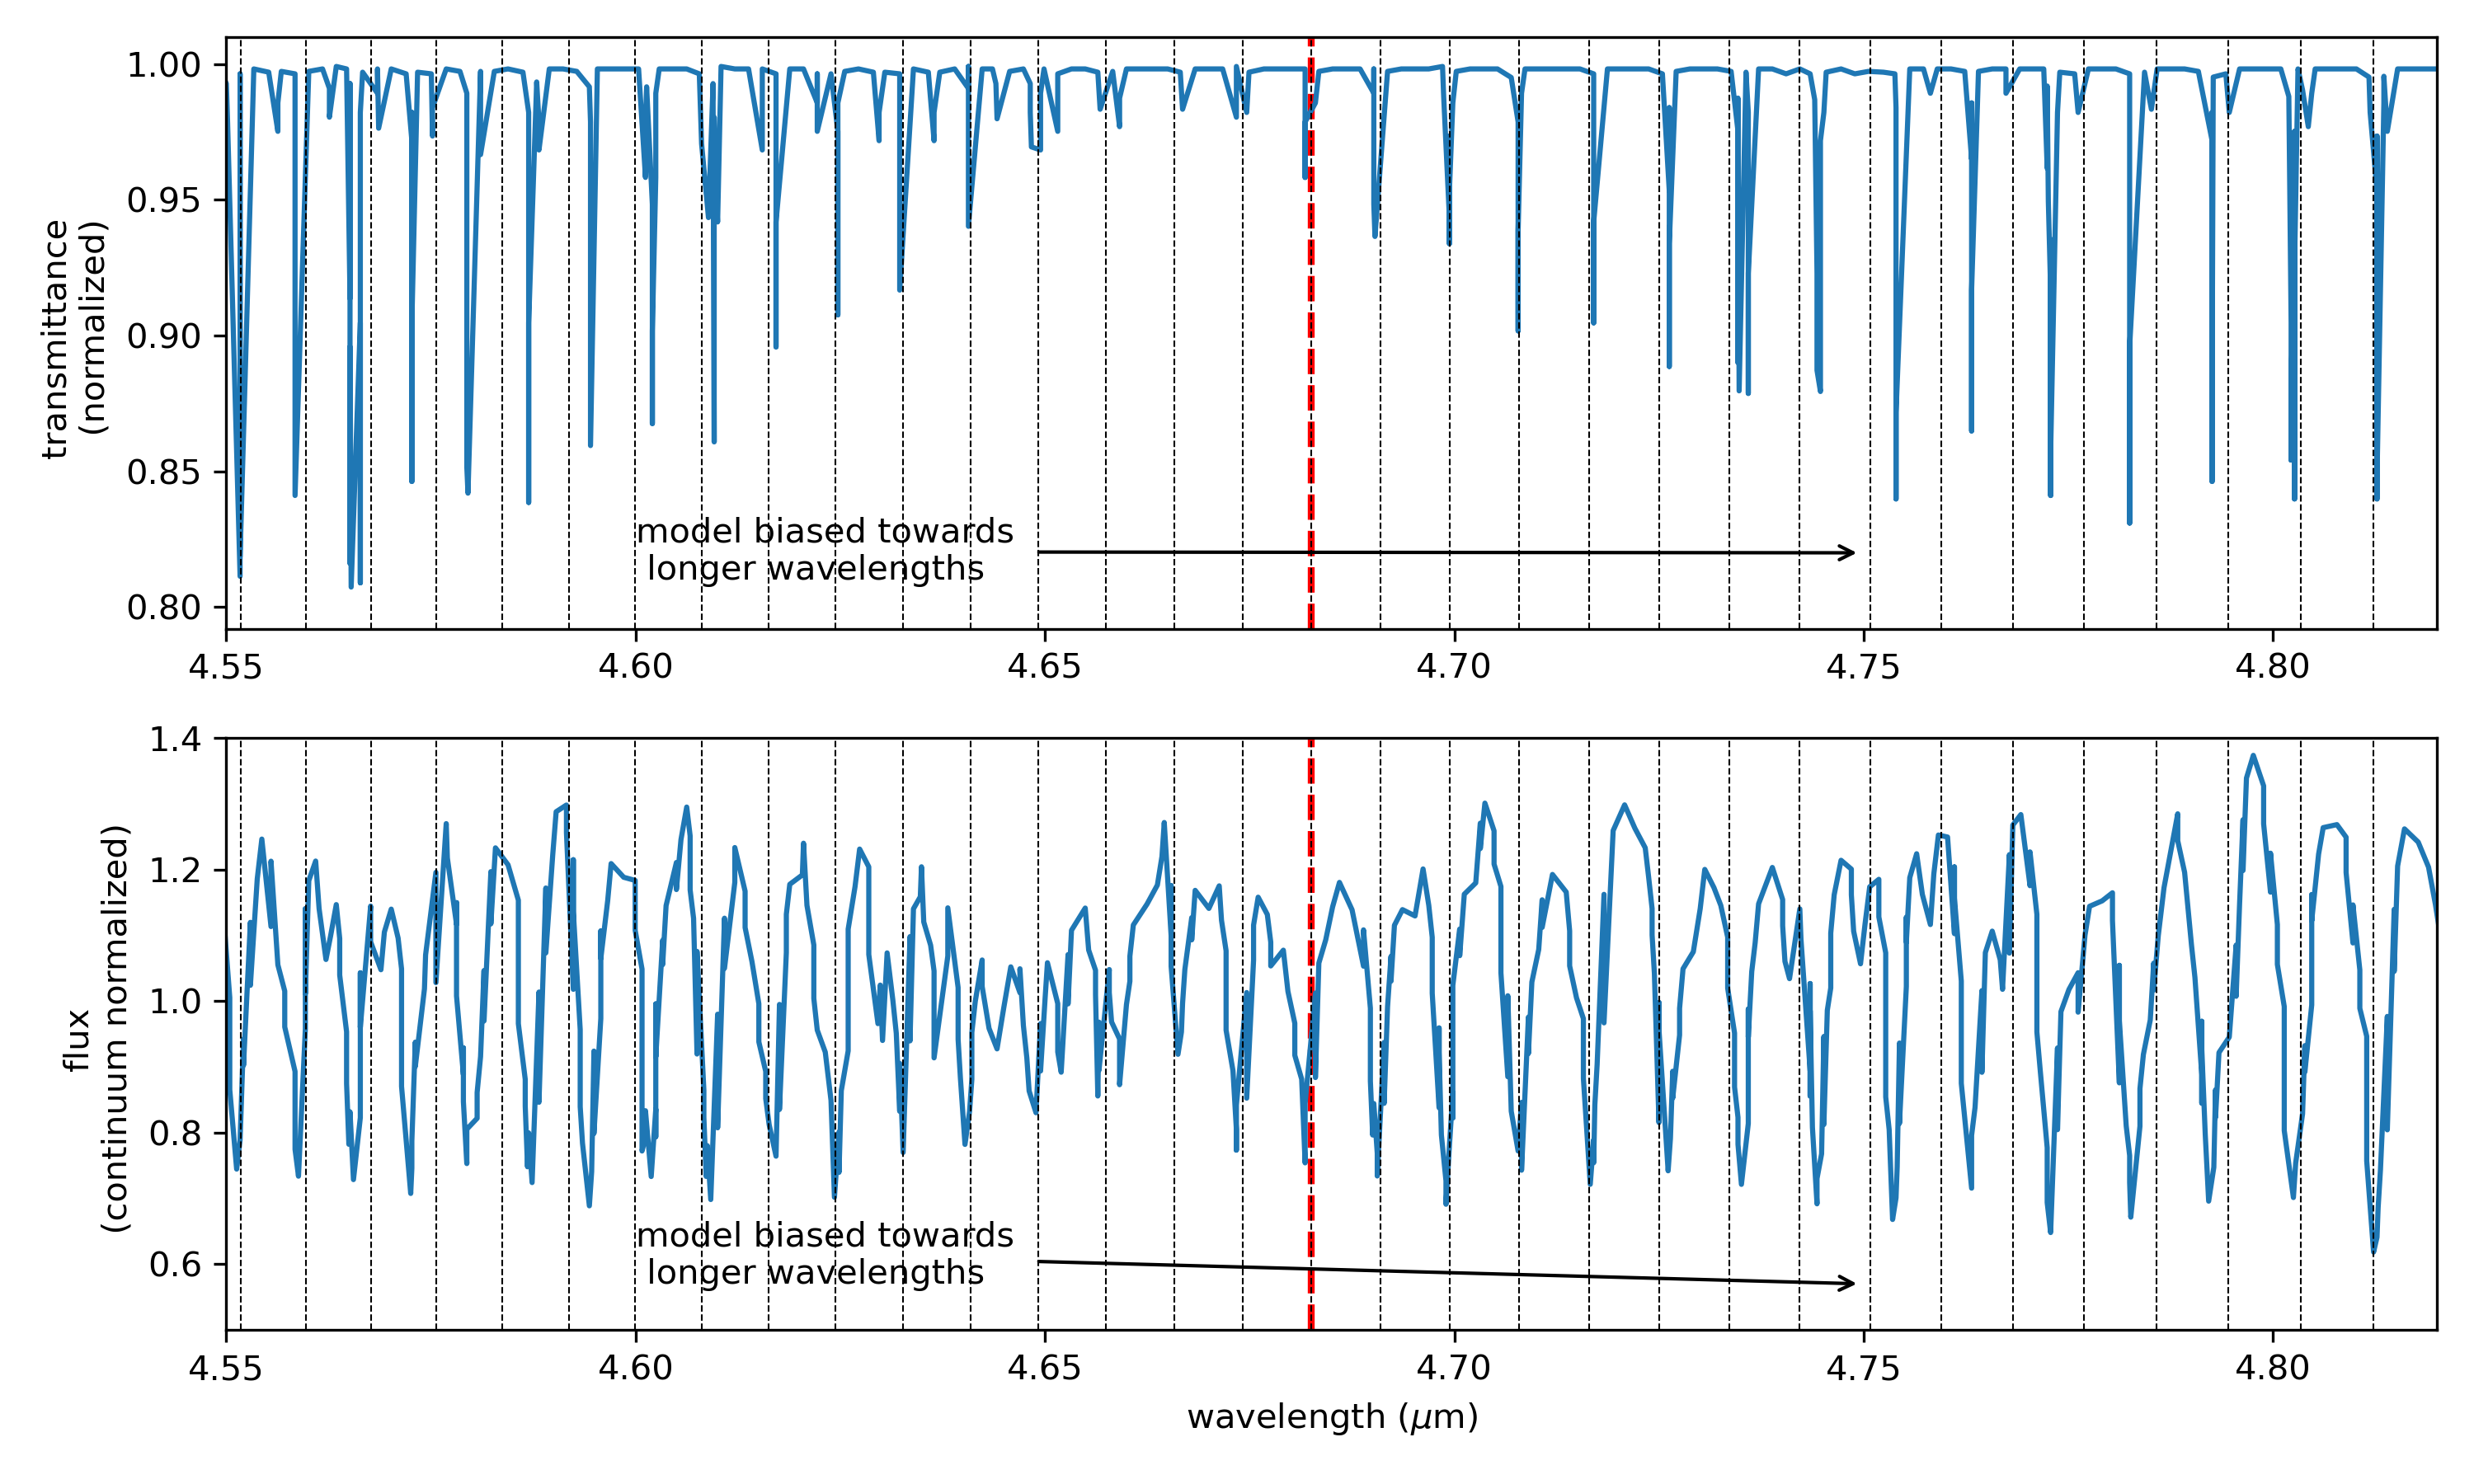 transmittance
(normalized)
1.00
0.95
0.90
0.85
0.80
model biased towards
longer wavelengths
4.55 4.60 4.65 4.70 4.75 4.80
flux
(continuum normalized)
1.4
1.2
1.0
0.8
0.6
model biased towards
longer wavelengths
4.55 4.60 4.65 4.70 4.75 4.80
wavelength (μm)